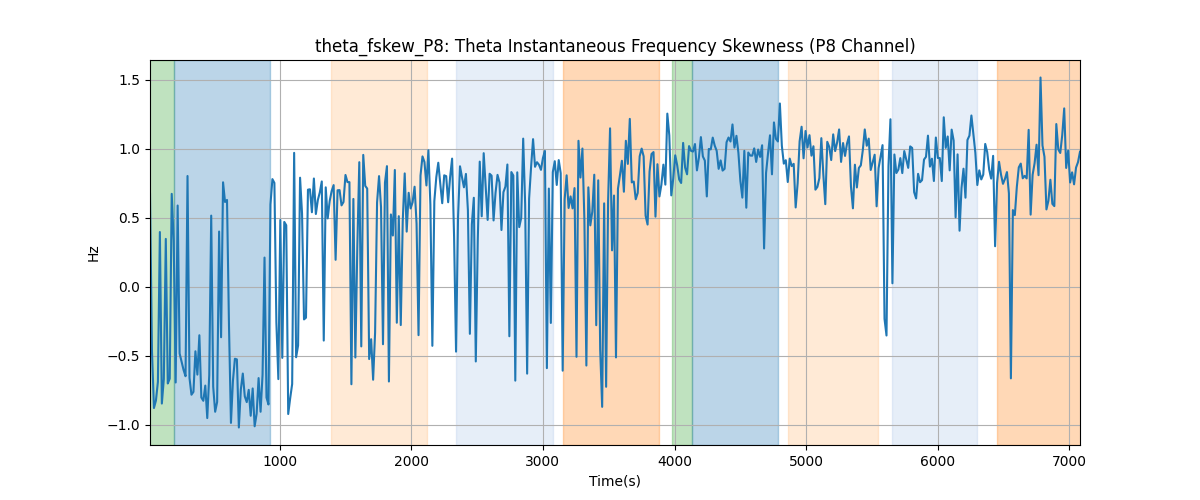 theta_fskew_P8: Theta Instantaneous Frequency Skewness (P8 Channel)
1.5
1.0
0.5
0.0
−0.5
−1.0
Hz
1000 2000 3000 4000 5000 6000 7000
Time(s)